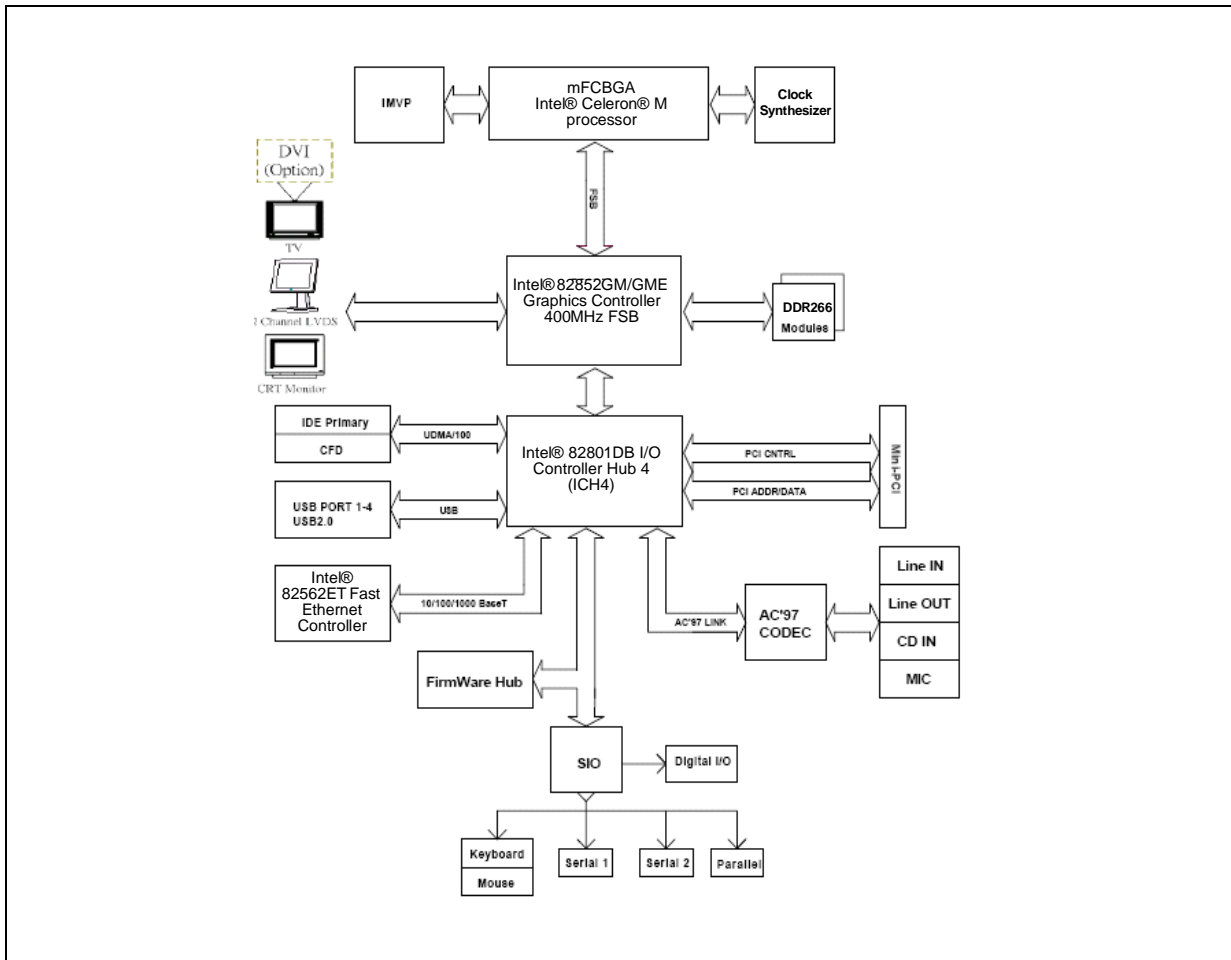 mFCBGA
Intel® Celeron® M
processor
IMVP
Clock
Synthesizer
DVI
(Option)
FSB
TV
Intel® 82852GM/GME
Graphics Controller
400MHz FSB
DDR266
Modules
Channel LVDS
CRT Monitor
IDE Primary
CFD
UDMA/100
Intel® 82801DB I/O
Controller Hub 4
(ICH4)
PCI CNTRL
PCI ADDR/DATA
Mini-PCI
USB PORT 1-4
USB2.0
USB
Intel®
82562ET Fast
Ethernet
Controller
10/100/1000 BaseT
AC'97 LINK
AC'97
CODEC
Line IN
Line OUT
CD IN
MIC
FirmWare Hub
SIO
Digital I/O
Keyboard
Mouse
Serial 1
Serial 2
Parallel